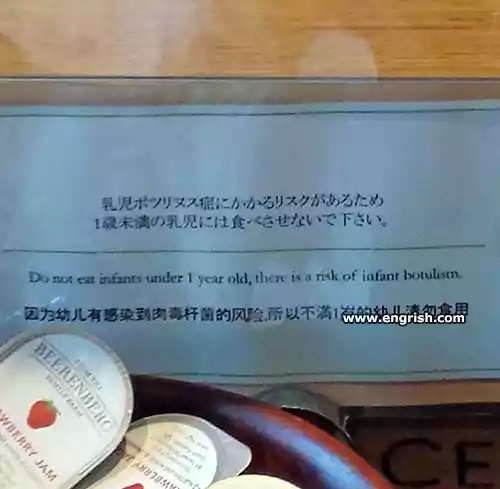 乳児ボツリヌス症にかかるリスクがあるため
1歳未満の乳児には食べさせないで下さい。
Do not eat infants under 1 year old, there is a risk of infant botulism.
因为幼儿有感染到肉毒杆菌的风险,所以不满1岁的幼儿请勿食用
www.engrish.com
BEERENBERG
STRAWBERRY JAM
STRAWBERRY JAM
CE